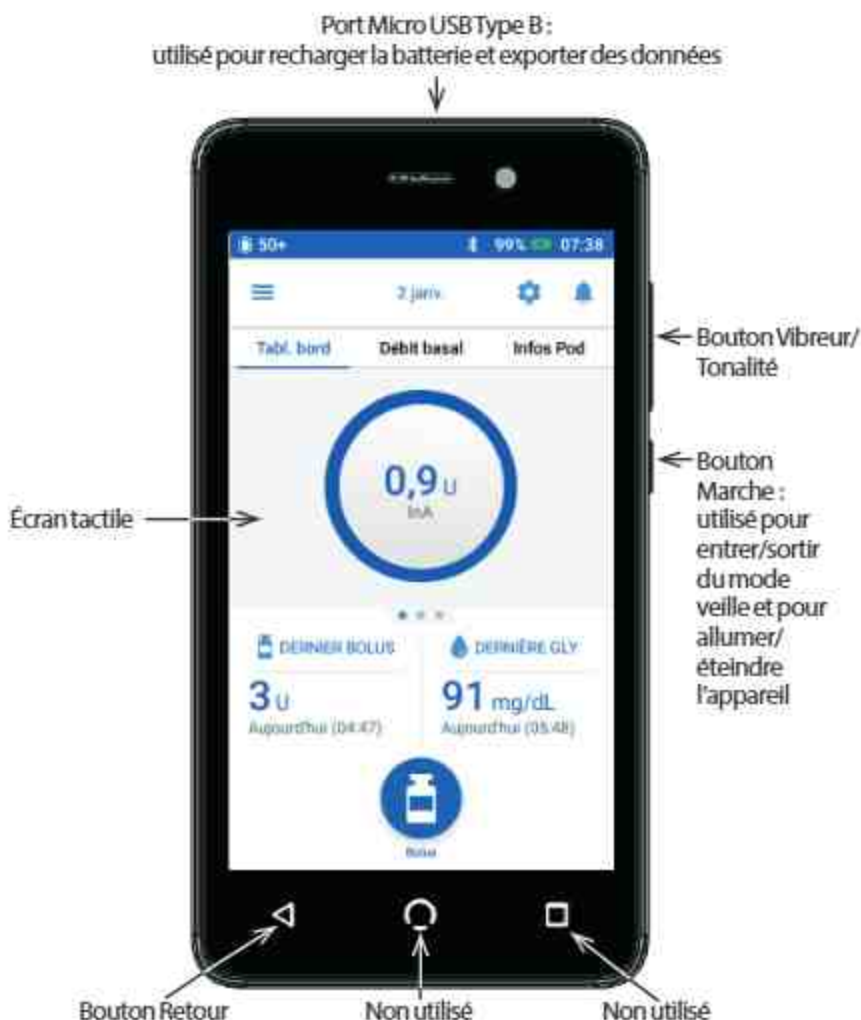 Port Micro USB Type B :
utilisé pour recharger la batterie et exporter des données
50+ 99% 07:38
2 janv.
Tabl. bord Débit basal Infos Pod
0,9 U
InA
DERNIER BOLUS DERNIÈRE GLY
3 U 91 mg/dL
Aujourd'hui (04:47) Aujourd'hui (05:48)
Bolus
Écran tactile
Bouton Vibreur/
Tonalité
Bouton
Marche :
utilisé pour
entrer/sortir
du mode
veille et pour
allumer/
éteindre
l'appareil
Bouton Retour Non utilisé Non utilisé